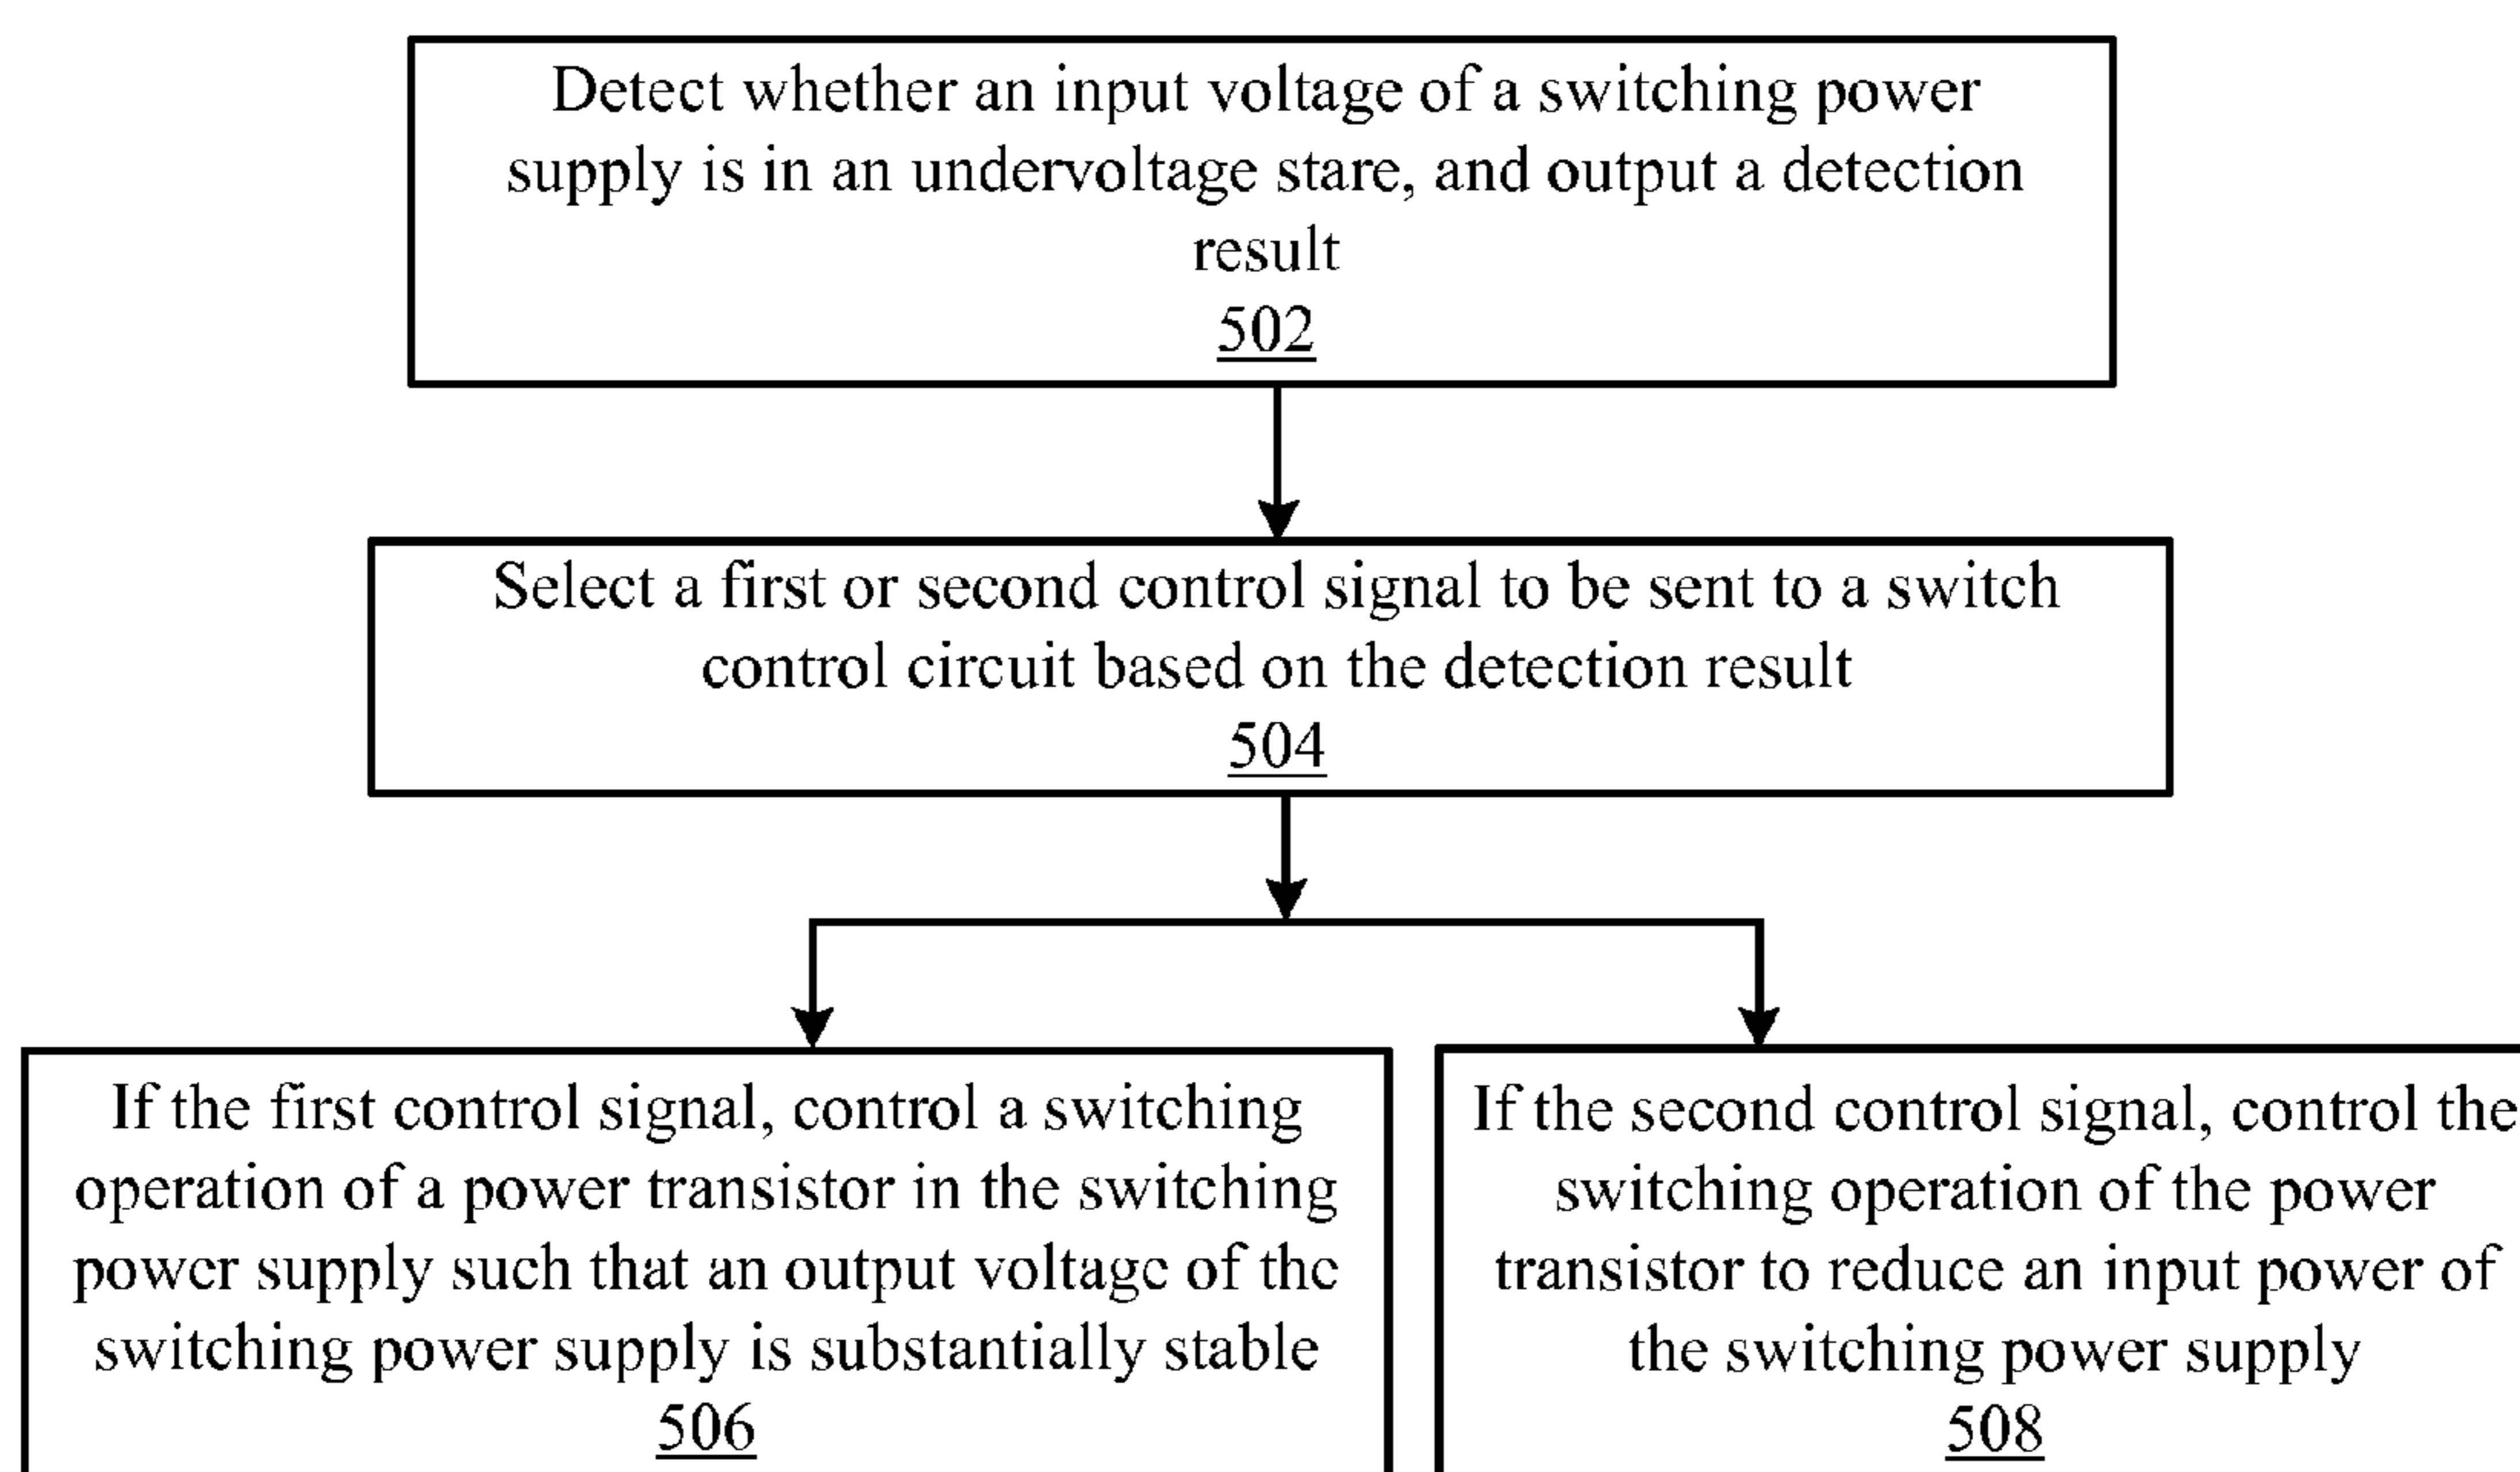 Detect whether an input voltage of a switching power
supply is in an undervoltage stare, and output a detection
result
502
Select a first or second control signal to be sent to a switch
control circuit based on the detection result
504
If the first control signal, control a switching
operation of a power transistor in the switching
power supply such that an output voltage of the
switching power supply is substantially stable
506
If the second control signal, control the
switching operation of the power
transistor to reduce an input power of
the switching power supply
508